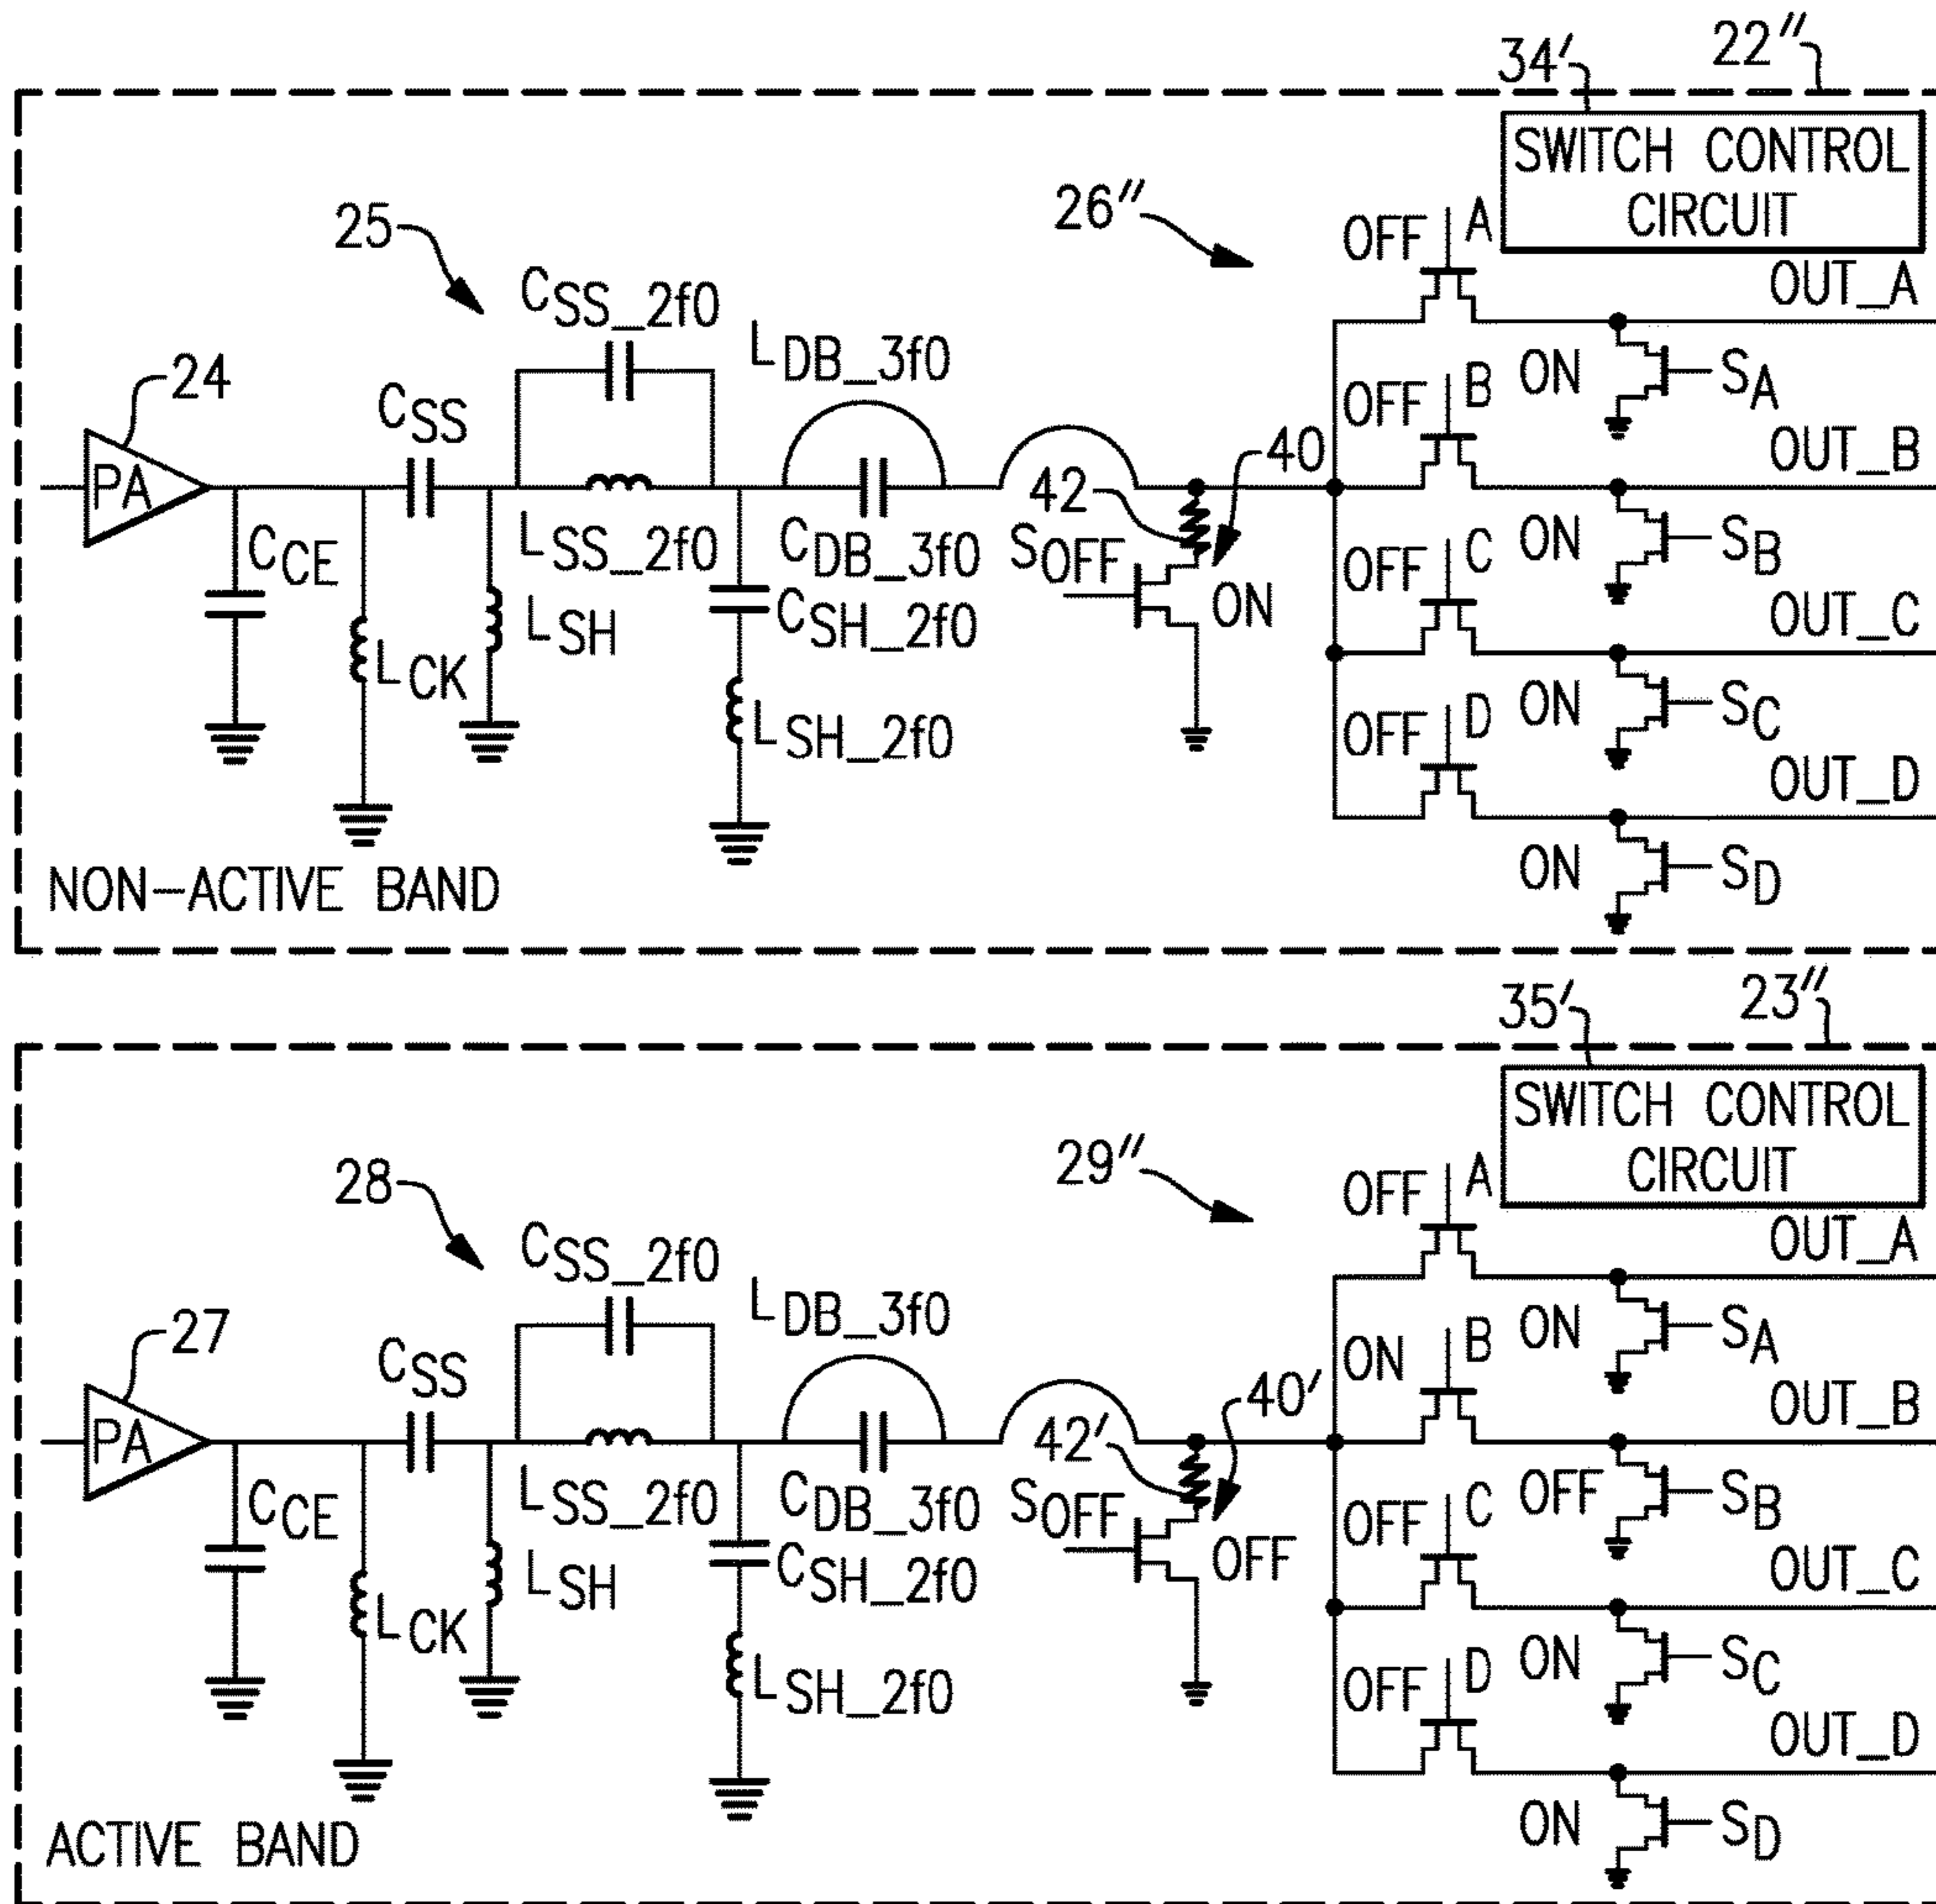 34′ 22″
SWITCH CONTROL
CIRCUIT
25
26″
OFF A
OUT_A
CSS_2f0
LDB_3f0
24
CSS
OFF B
ON SA
OUT_B
PA
42
40
CCE
LSS_2f0
CDB_3f0
SOFF
OFF C
ON SB
OUT_C
LSH
CSH_2f0
ON
LCK
LSH_2f0
OFF D
ON SC
OUT_D
NON-ACTIVE BAND
ON SD
35′ 23″
SWITCH CONTROL
CIRCUIT
28
29″
OFF A
OUT_A
CSS_2f0
LDB_3f0
27
CSS
ON B
ON SA
OUT_B
PA
42′
40′
CCE
LSS_2f0
CDB_3f0
SOFF
OFF C
OFF SB
OUT_C
LSH
CSH_2f0
OFF
LCK
LSH_2f0
OFF D
ON SC
OUT_D
ACTIVE BAND
ON SD